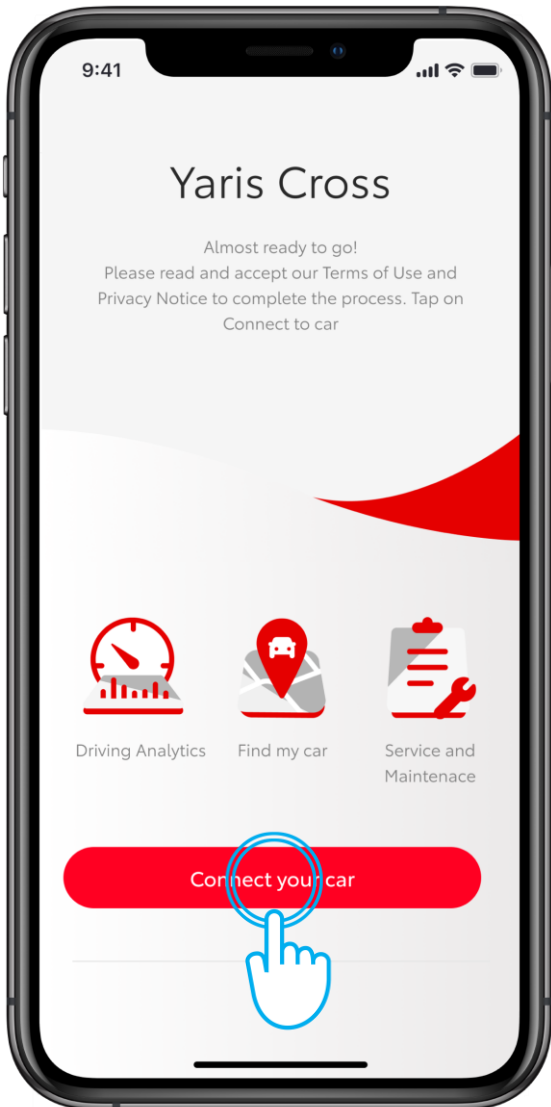 9:41
Yaris Cross
Almost ready to go!
Please read and accept our Terms of Use and
Privacy Notice to complete the process. Tap on
Connect to car
Driving Analytics
Find my car
Service and
Maintenace
Connect your car